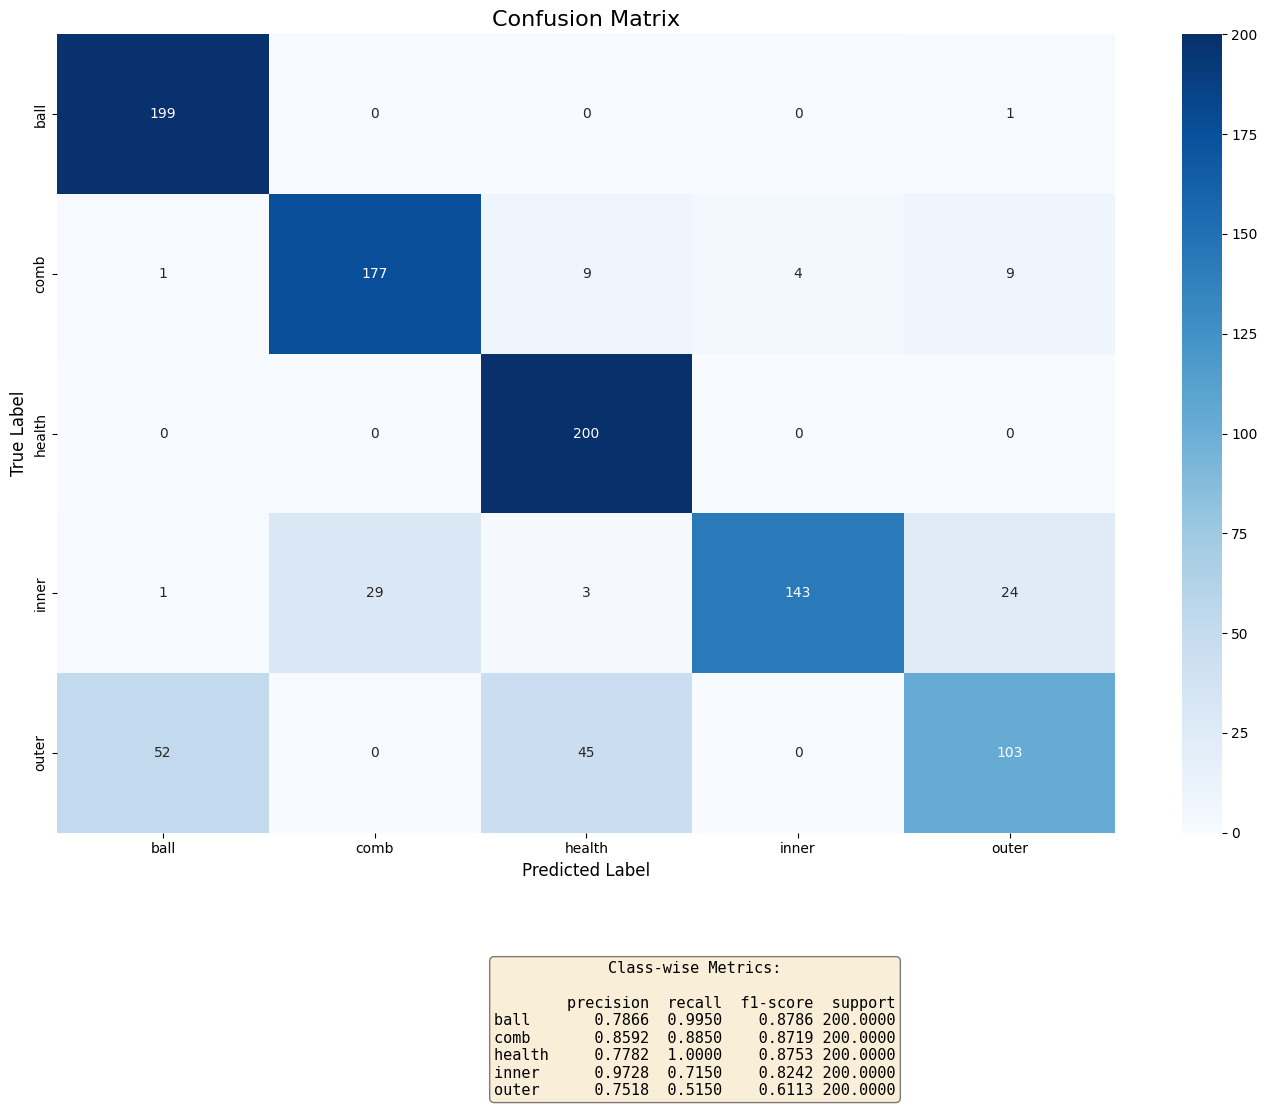 Confusion Matrix
ball 199 0 0 0 1
comb 1 177 9 4 9
health 0 0 200 0 0
inner 1 29 3 143 24
outer 52 0 45 0 103
True Label
ball comb health inner outer
Predicted Label
200
175
150
125
100
75
50
25
0
Class-wise Metrics:
precision recall f1-score support
ball 0.7866 0.9950 0.8786 200.0000
comb 0.8592 0.8850 0.8719 200.0000
health 0.7782 1.0000 0.8753 200.0000
inner 0.9728 0.7150 0.8242 200.0000
outer 0.7518 0.5150 0.6113 200.0000